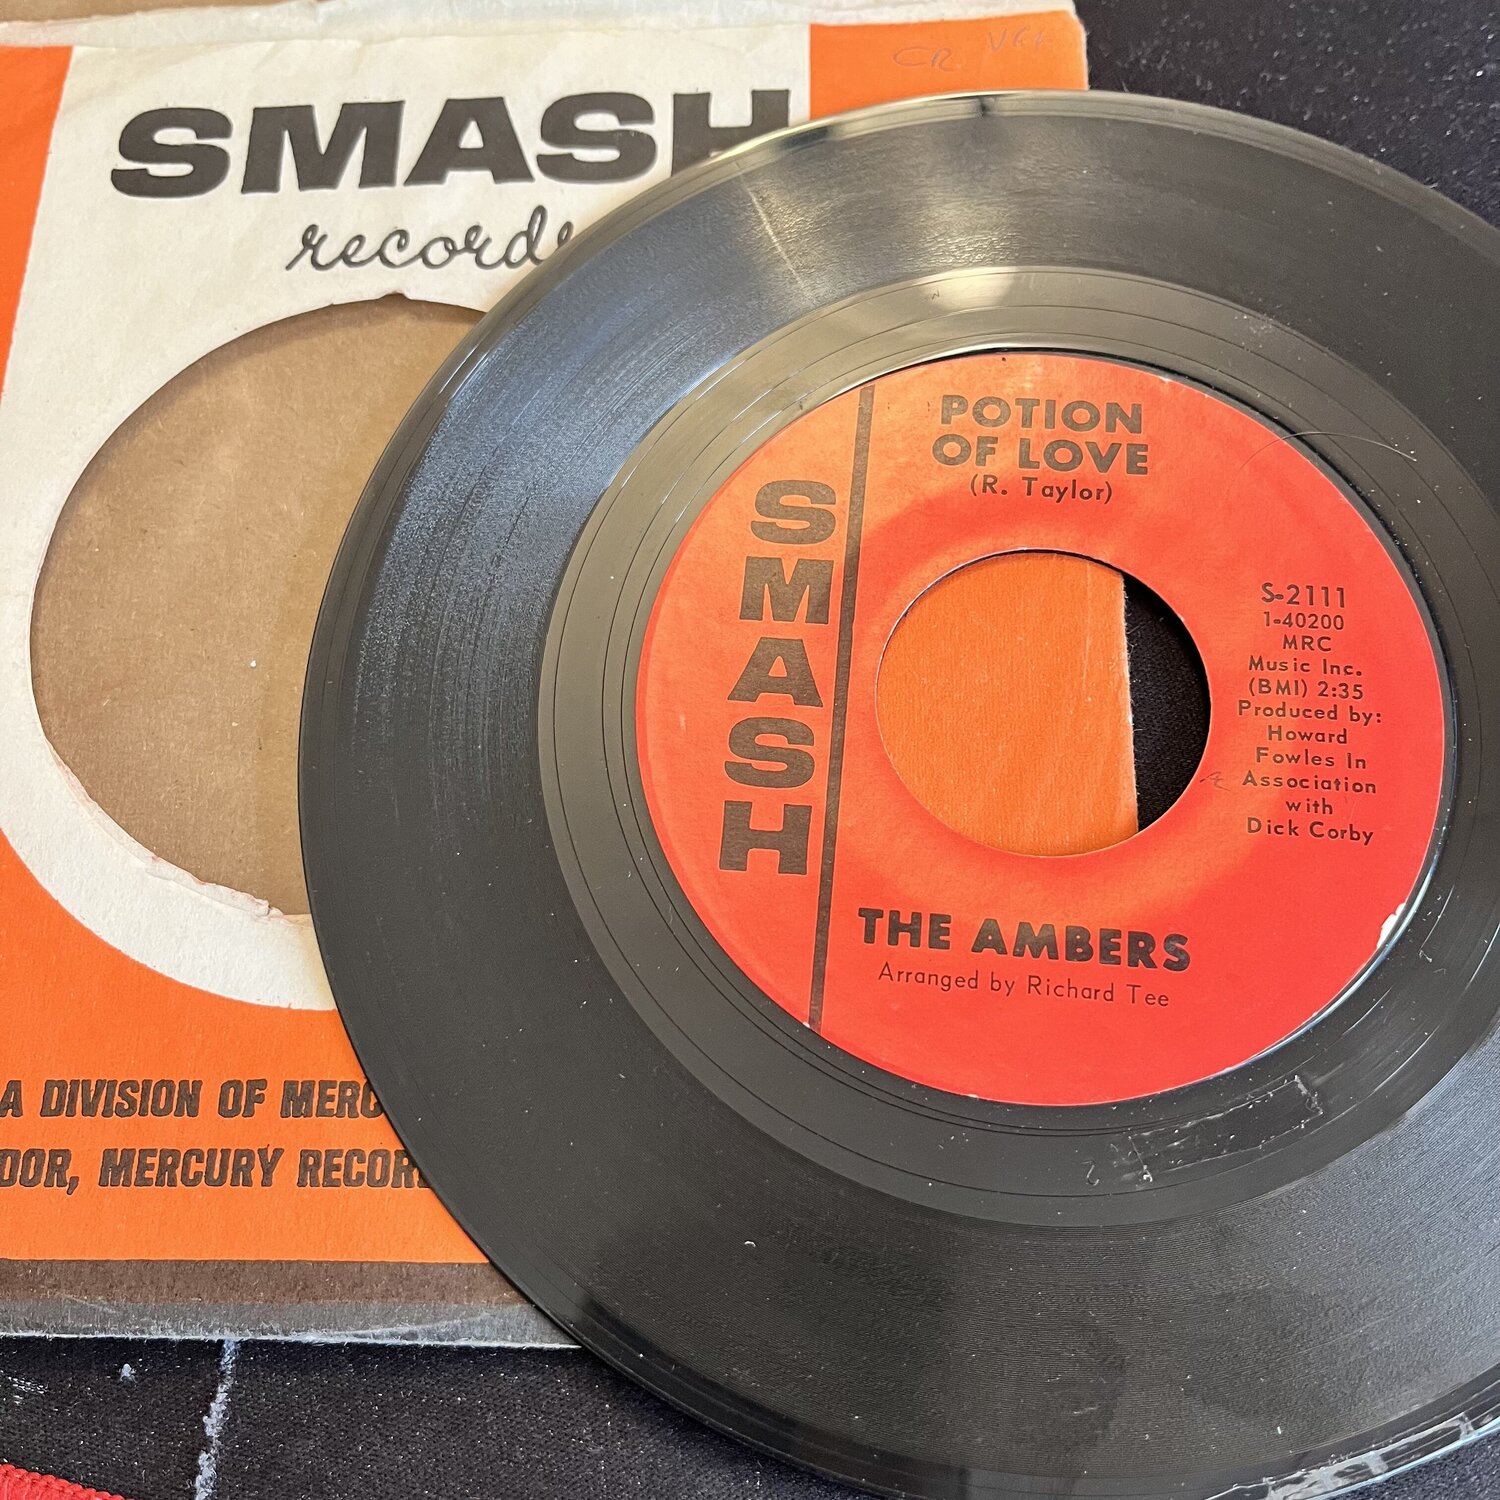 SMASH
records
CR
A DIVISION OF MERC
OOR, MERCURY RECOR
SMASH
POTION
OF LOVE
(R. Taylor)
S-2111
1-40200
MRC
Music Inc.
(BMI) 2:35
Produced by:
Howard
Fowles In
Association
with
Dick Corby
THE AMBERS
Arranged by Richard Tee